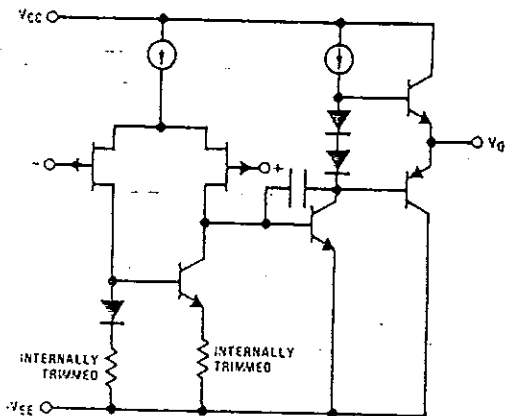 VCC
VO
-
+
INTERNALLY
TRIMMED
INTERNALLY
TRIMMED
-VEE